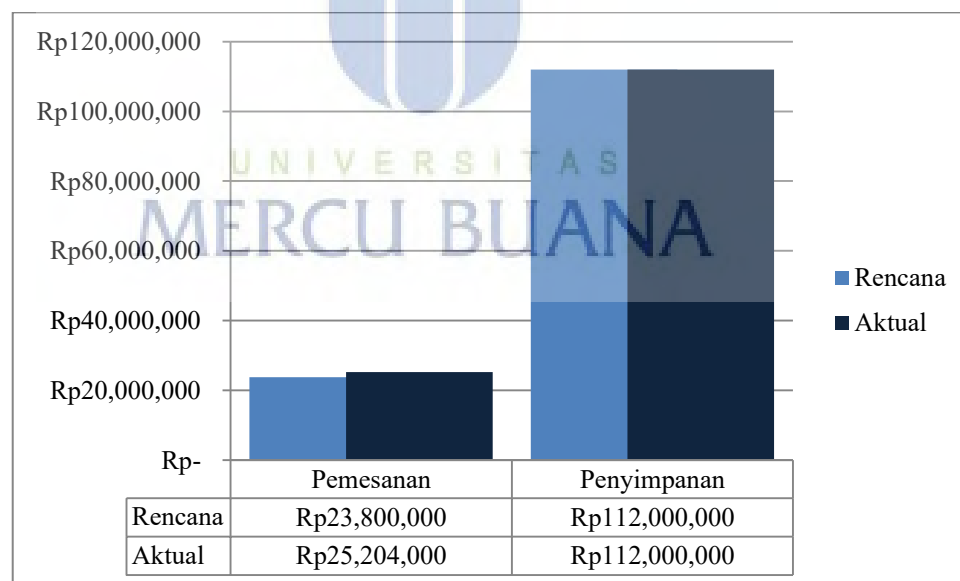 Rp120,000,000
Rp100,000,000
Rp80,000,000
Rp60,000,000
Rp40,000,000
Rp20,000,000
Rp-
UNIVERSITAS
MERCU BUANA
Rencana
Aktual
Pemesanan Penyimpanan
Rencana Rp23,800,000 Rp112,000,000
Aktual Rp25,204,000 Rp112,000,000